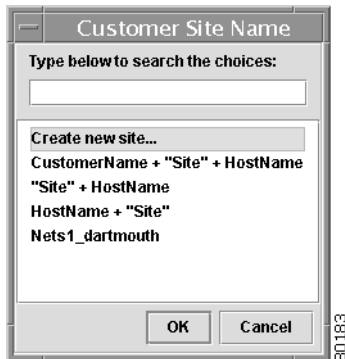 Customer Site Name
Type below to search the choices:
Create new site...
CustomerName + "Site" + HostName
"Site" + HostName
HostName + "Site"
Nets1_dartmouth
OK Cancel